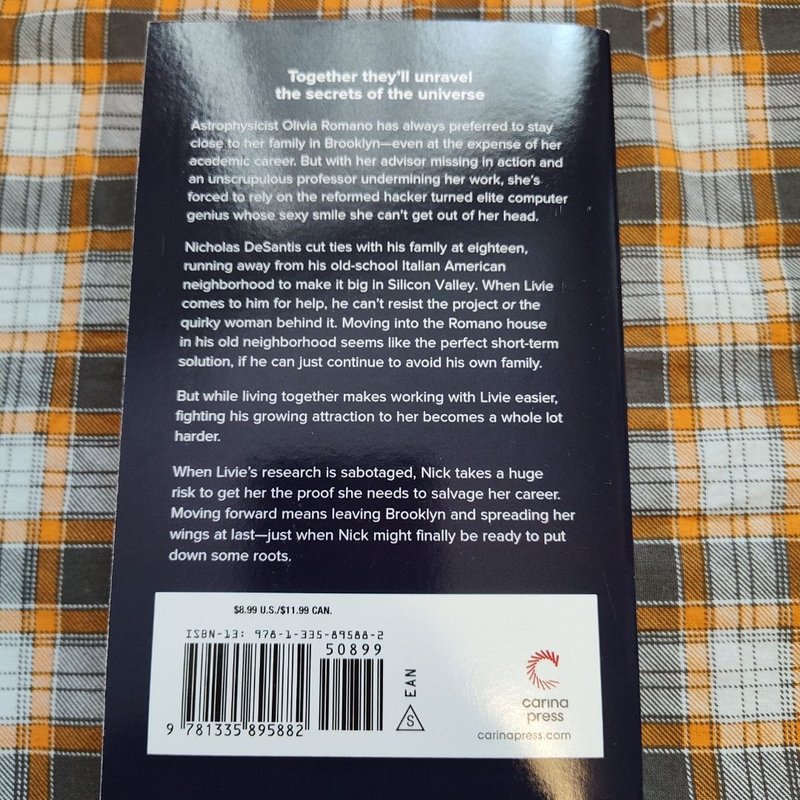 Together they'll unravel
the secrets of the universe
Astrophysicist Olivia Romano has always preferred to stay
close to her family in Brooklyn—even at the expense of her
academic career. But with her advisor missing in action and
an unscrupulous professor undermining her work, she's
forced to rely on the reformed hacker turned elite computer
genius whose sexy smile she can't get out of her head.
Nicholas DeSantis cut ties with his family at eighteen,
running away from his old-school Italian American
neighborhood to make it big in Silicon Valley. When Livie
comes to him for help, he can't resist the project or the
quirky woman behind it. Moving into the Romano house
in his old neighborhood seems like the perfect short-term
solution, if he can just continue to avoid his own family.
But while living together makes working with Livie easier,
fighting his growing attraction to her becomes a whole lot
harder.
When Livie's research is sabotaged, Nick takes a huge
risk to get her the proof she needs to salvage her career.
Moving forward means leaving Brooklyn and spreading her
wings at last—just when Nick might finally be ready to put
down some roots.
$8.99 U.S./$11.99 CAN.
ISBN-13: 978-1-335-89588-2
50899
9 781335 895882
S
EAN
carina
press
carinapress.com